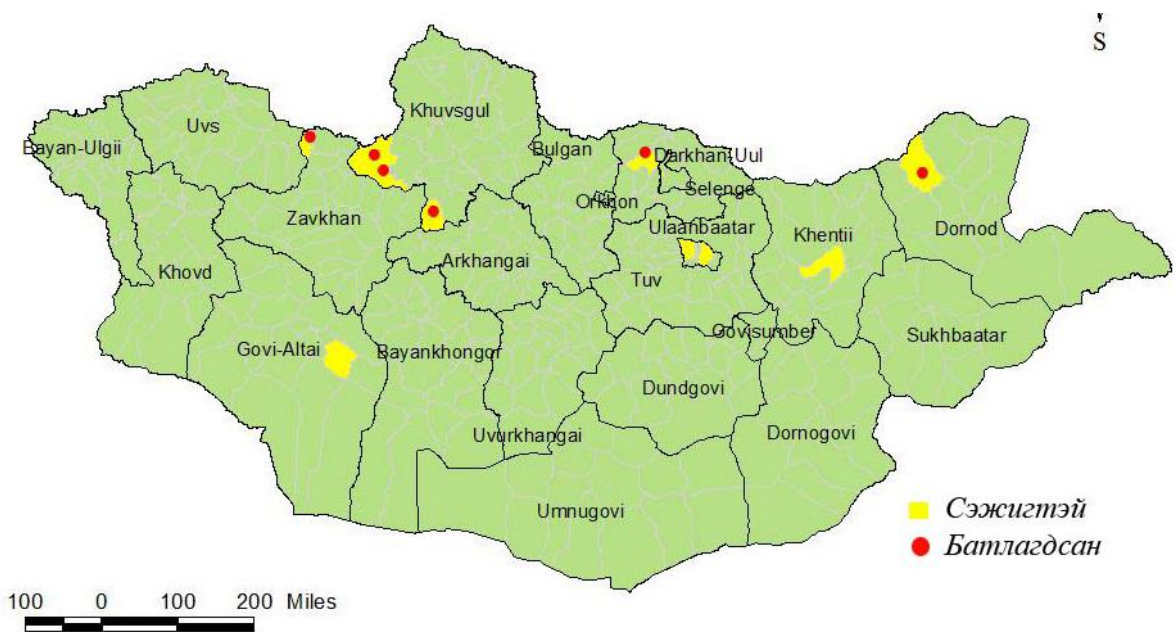 S
Khuvsgul
Uvs
Bayan-Ulgii
Bulgan
Darkhan-Uul
Selenge
Orkhon
Zavkhan
Ulaanbaatar
Khentii
Dornod
Arkhangai
Khovd
Tuv
Govi-Altai
Bayankhongor
Govisumber
Sukhbaatar
Dundgovi
Uvurkhangai
Dornogovi
Umnugovi
Сэжигтэй
Батлагдсан
100 0 100 200 Miles